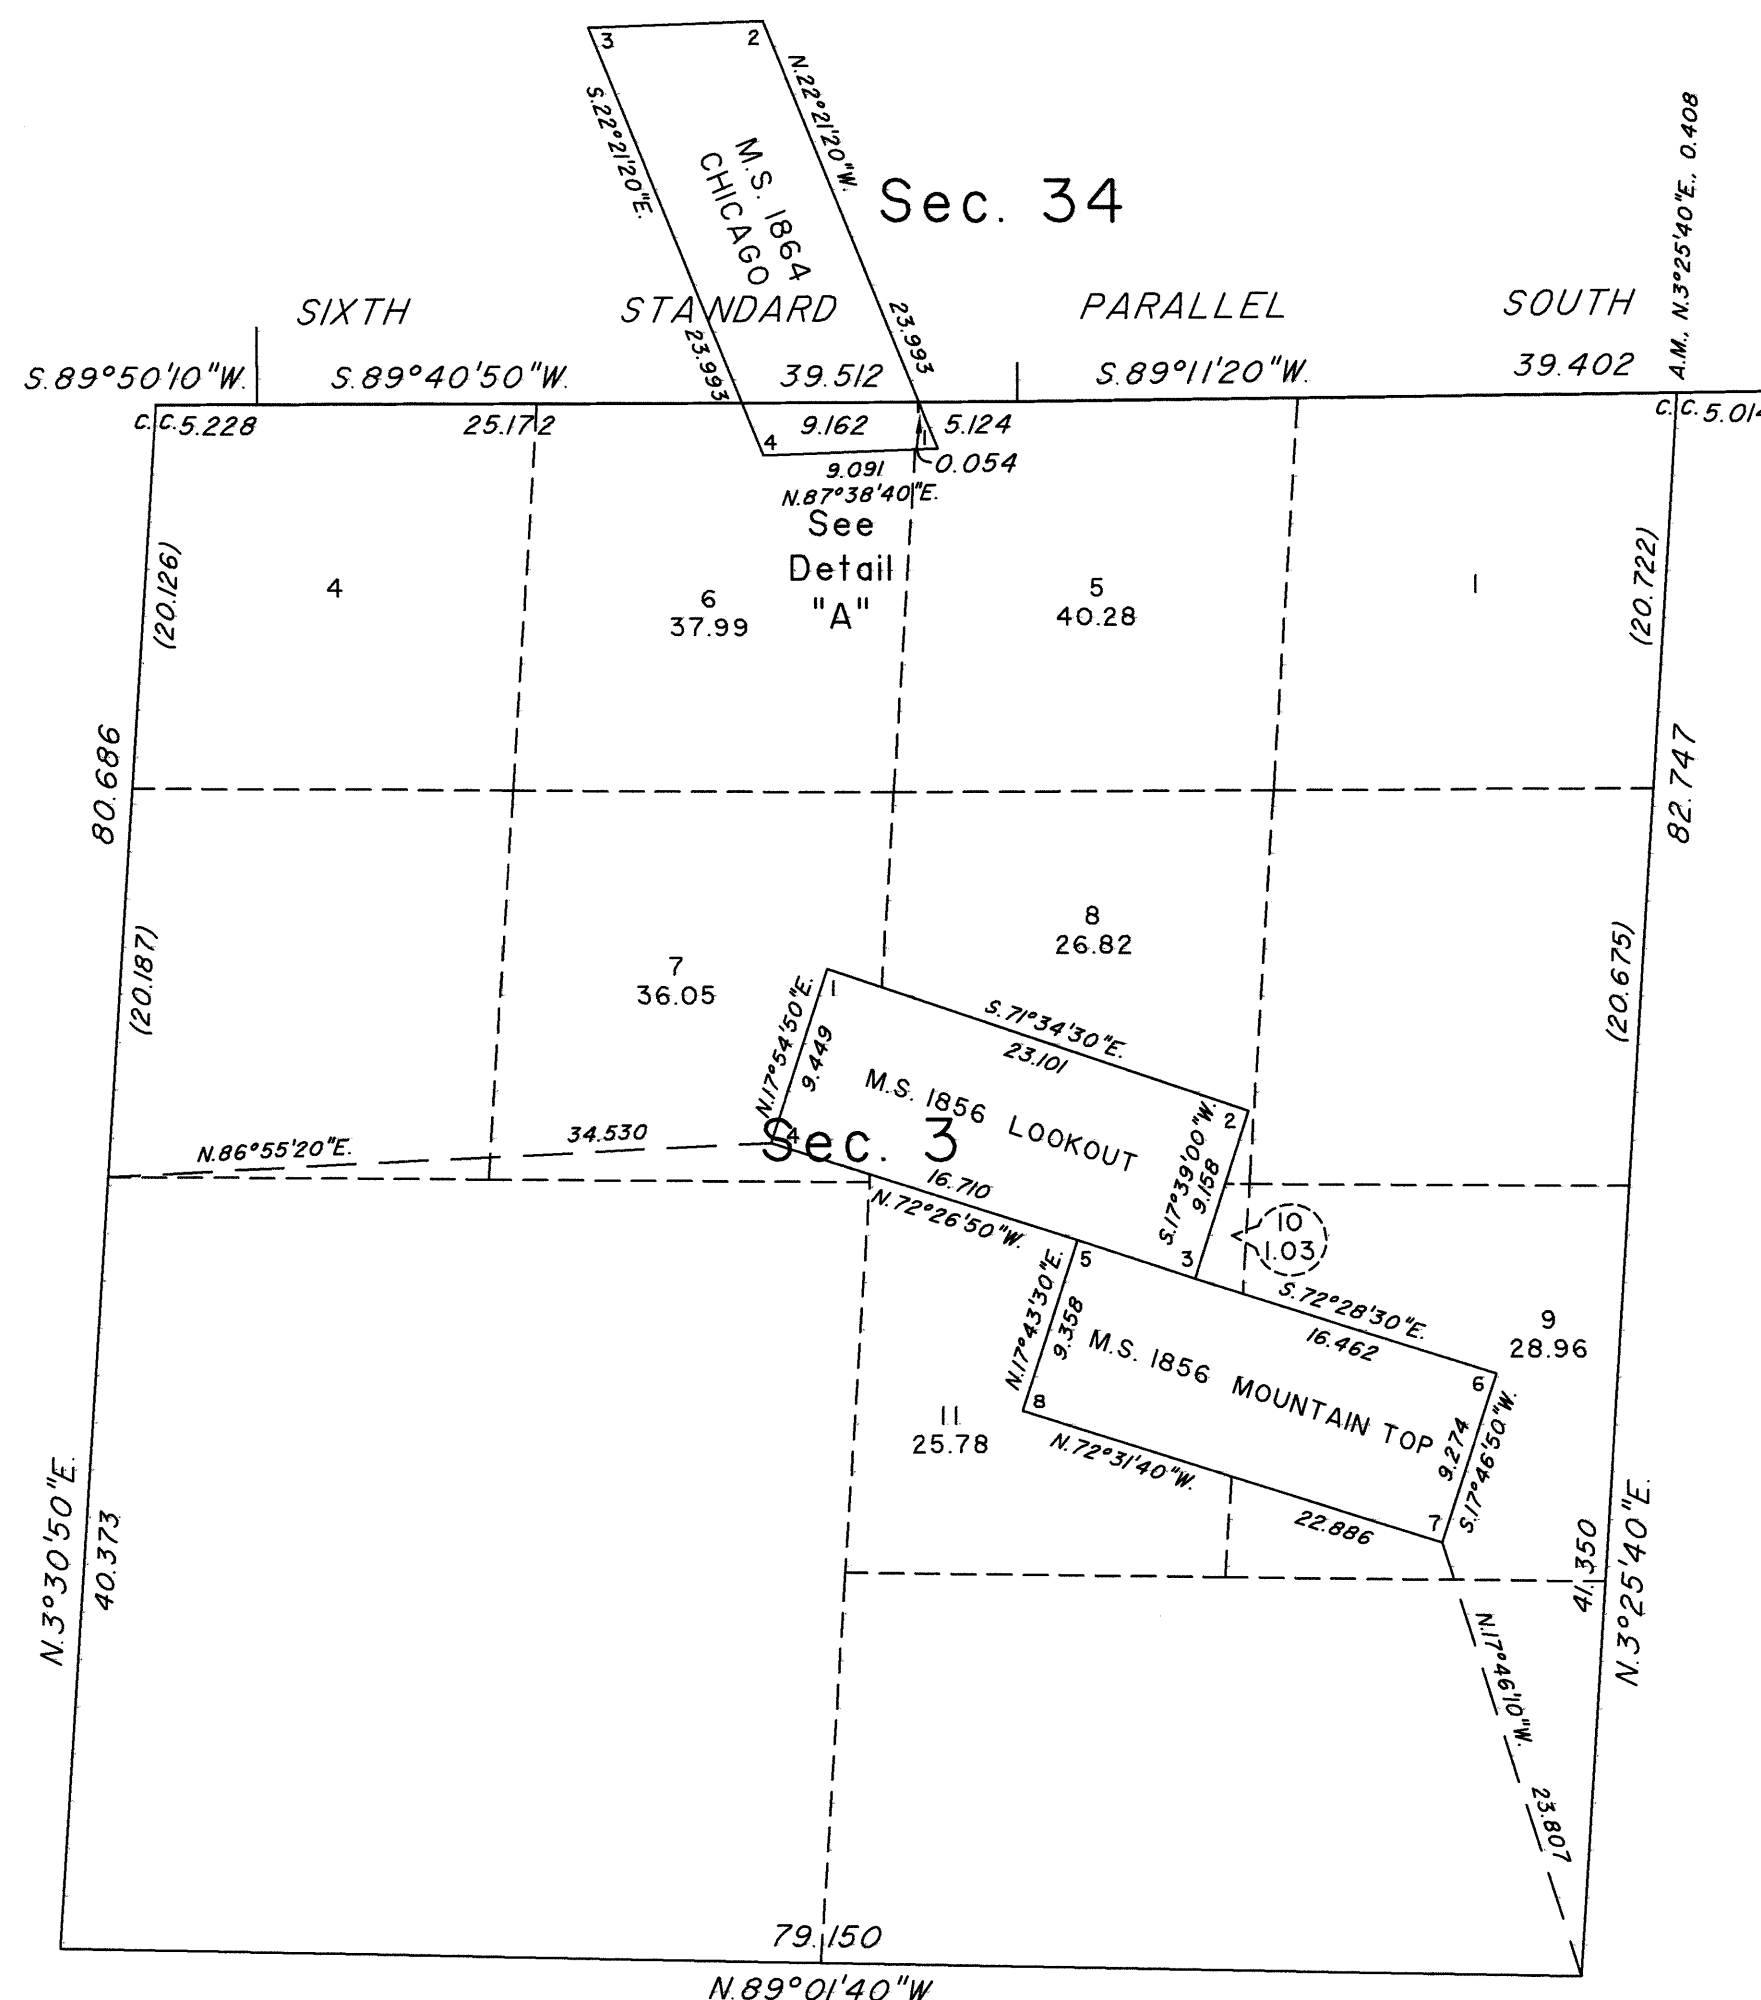 3
2
S.22°21'20"E.
N.22°21'20"W.
M.S. 1864
CHICAGO
Sec. 34
A.M., N.3°25'40"E., 0.408
SIXTH STANDARD PARALLEL SOUTH
23.993
23.993
S.89°50'10"W.
S.89°40'50"W.
39.512
S.89°11'20"W.
39.402
C.C. 5.228
25.172
9.162
5.124
C.C. 5.014
4
1
0.054
9.091
N.87°38'40"E.
See
Detail
"A"
(20.126)
4
6
37.99
5
40.28
1
(20.722)
80.686
82.747
(20.187)
7
36.05
8
26.82
(20.675)
1
N.17°54'50"E.
9.449
S.71°34'30"E.
23.101
M.S. 1856 LOOKOUT
2
S.17°39'00"W.
9.158
N.86°55'20"E.
34.530
4
Sec. 3
16.710
N.72°26'50"W.
3
10
1.03
5
N.17°43'30"E.
9.358
S.72°28'30"E.
16.462
M.S. 1856 MOUNTAIN TOP
9
28.96
6
8
11
25.78
N.72°31'40"W.
22.886
9.274
S.17°46'50"W.
7
N.3°30'50"E.
40.373
41.350
N.3°25'40"E.
N.17°46'10"W.
23.807
79.150
N.89°01'40"W